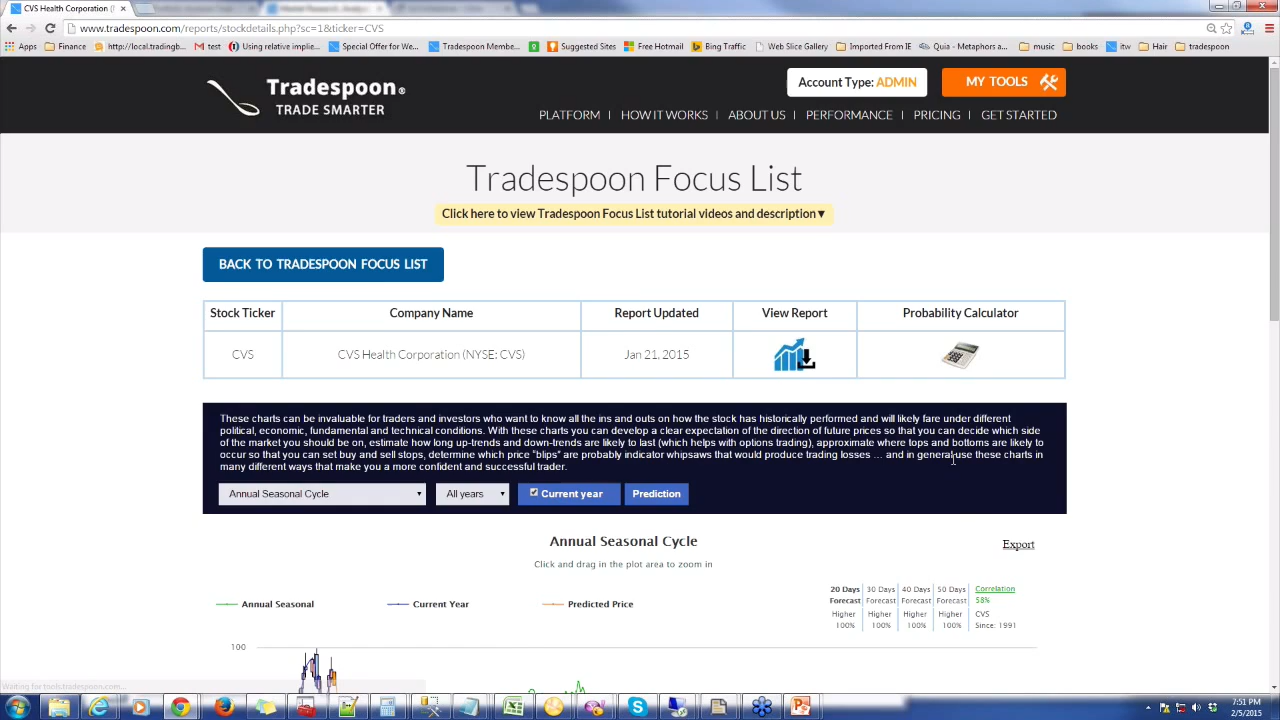 CVS Health Corporation (
www.tradespoon.com/reports/stockdetails.php?sc=1&ticker=CVS
Apps Finance http://local.tradingb... test Using relative implie... Special Offer for We... Tradespoon Membe... Suggested Sites Free Hotmail Bing Traffic Web Slice Gallery Imported From IE Quia - Metaphors a... music books itw Hair tradespoon
Tradespoon®
TRADE SMARTER
Account Type: ADMIN
MY TOOLS
PLATFORM | HOW IT WORKS | ABOUT US | PERFORMANCE | PRICING | GET STARTED
Tradespoon Focus List
Click here to view Tradespoon Focus List tutorial videos and description▼
BACK TO TRADESPOON FOCUS LIST
Stock Ticker Company Name Report Updated View Report Probability Calculator
CVS CVS Health Corporation (NYSE: CVS) Jan 21, 2015
These charts can be invaluable for traders and investors who want to know all the ins and outs on how the stock has historically performed and will likely fare under different
political, economic, fundamental and technical conditions. With these charts you can develop a clear expectation of the direction of future prices so that you can decide which side
of the market you should be on, estimate how long up-trends and down-trends are likely to last (which helps with options trading), approximate where tops and bottoms are likely to
occur so that you can set buy and sell stops, determine which price "blips" are probably indicator whipsaws that would produce trading losses ... and in general use these charts in
many different ways that make you a more confident and successful trader.
Annual Seasonal Cycle All years Current year Prediction
Annual Seasonal Cycle
Export
Click and drag in the plot area to zoom in
20 Days 30 Days 40 Days 50 Days Correlation
Forecast Forecast Forecast Forecast 58%
Annual Seasonal Current Year Predicted Price
Higher Higher Higher Higher CVS
100% 100% 100% 100% Since: 1991
100
Waiting for tools.tradespoon.com...
7:51 PM
2/5/2015